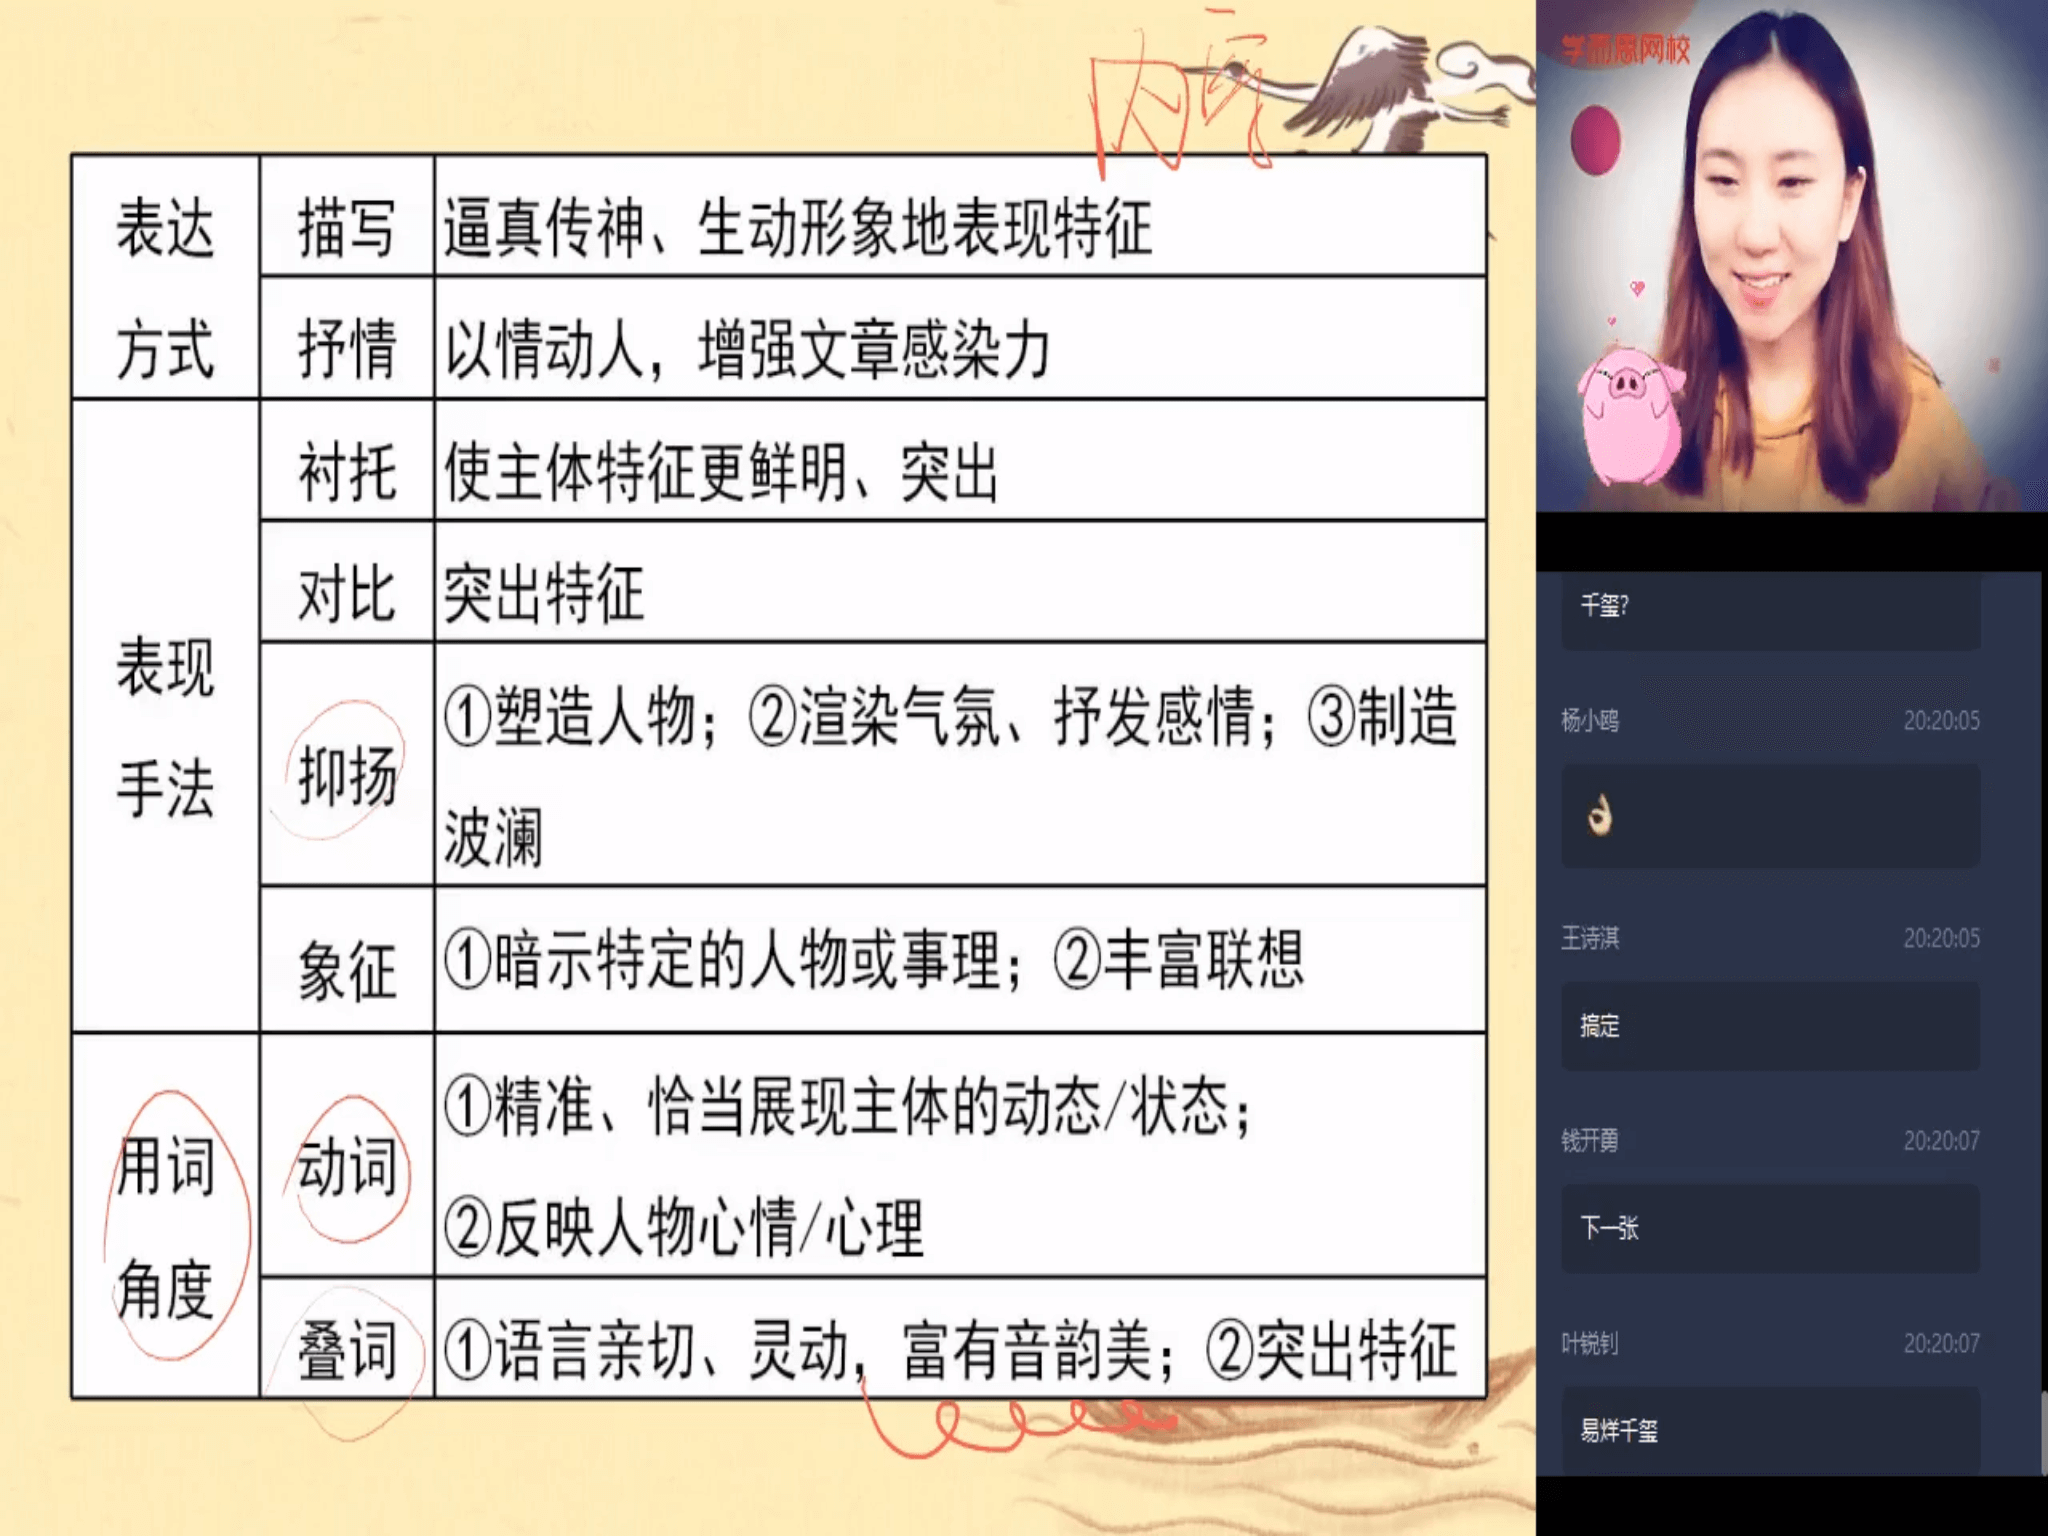 内容
表达
方式
描写
逼真传神、生动形象地表现特征
抒情
以情动人，增强文章感染力
表现
手法
衬托
使主体特征更鲜明、突出
对比
突出特征
抑扬
①塑造人物；②渲染气氛、抒发感情；③制造
波澜
象征
①暗示特定的人物或事理；②丰富联想
用词
角度
动词
①精准、恰当展现主体的动态/状态；
②反映人物心情/心理
叠词
①语言亲切、灵动，富有音韵美；②突出特征
学而思网校
千玺?
杨小鸥 20:20:05
王诗淇 20:20:05
搞定
钱开勇 20:20:07
下一张
叶锐钊 20:20:07
易烊千玺